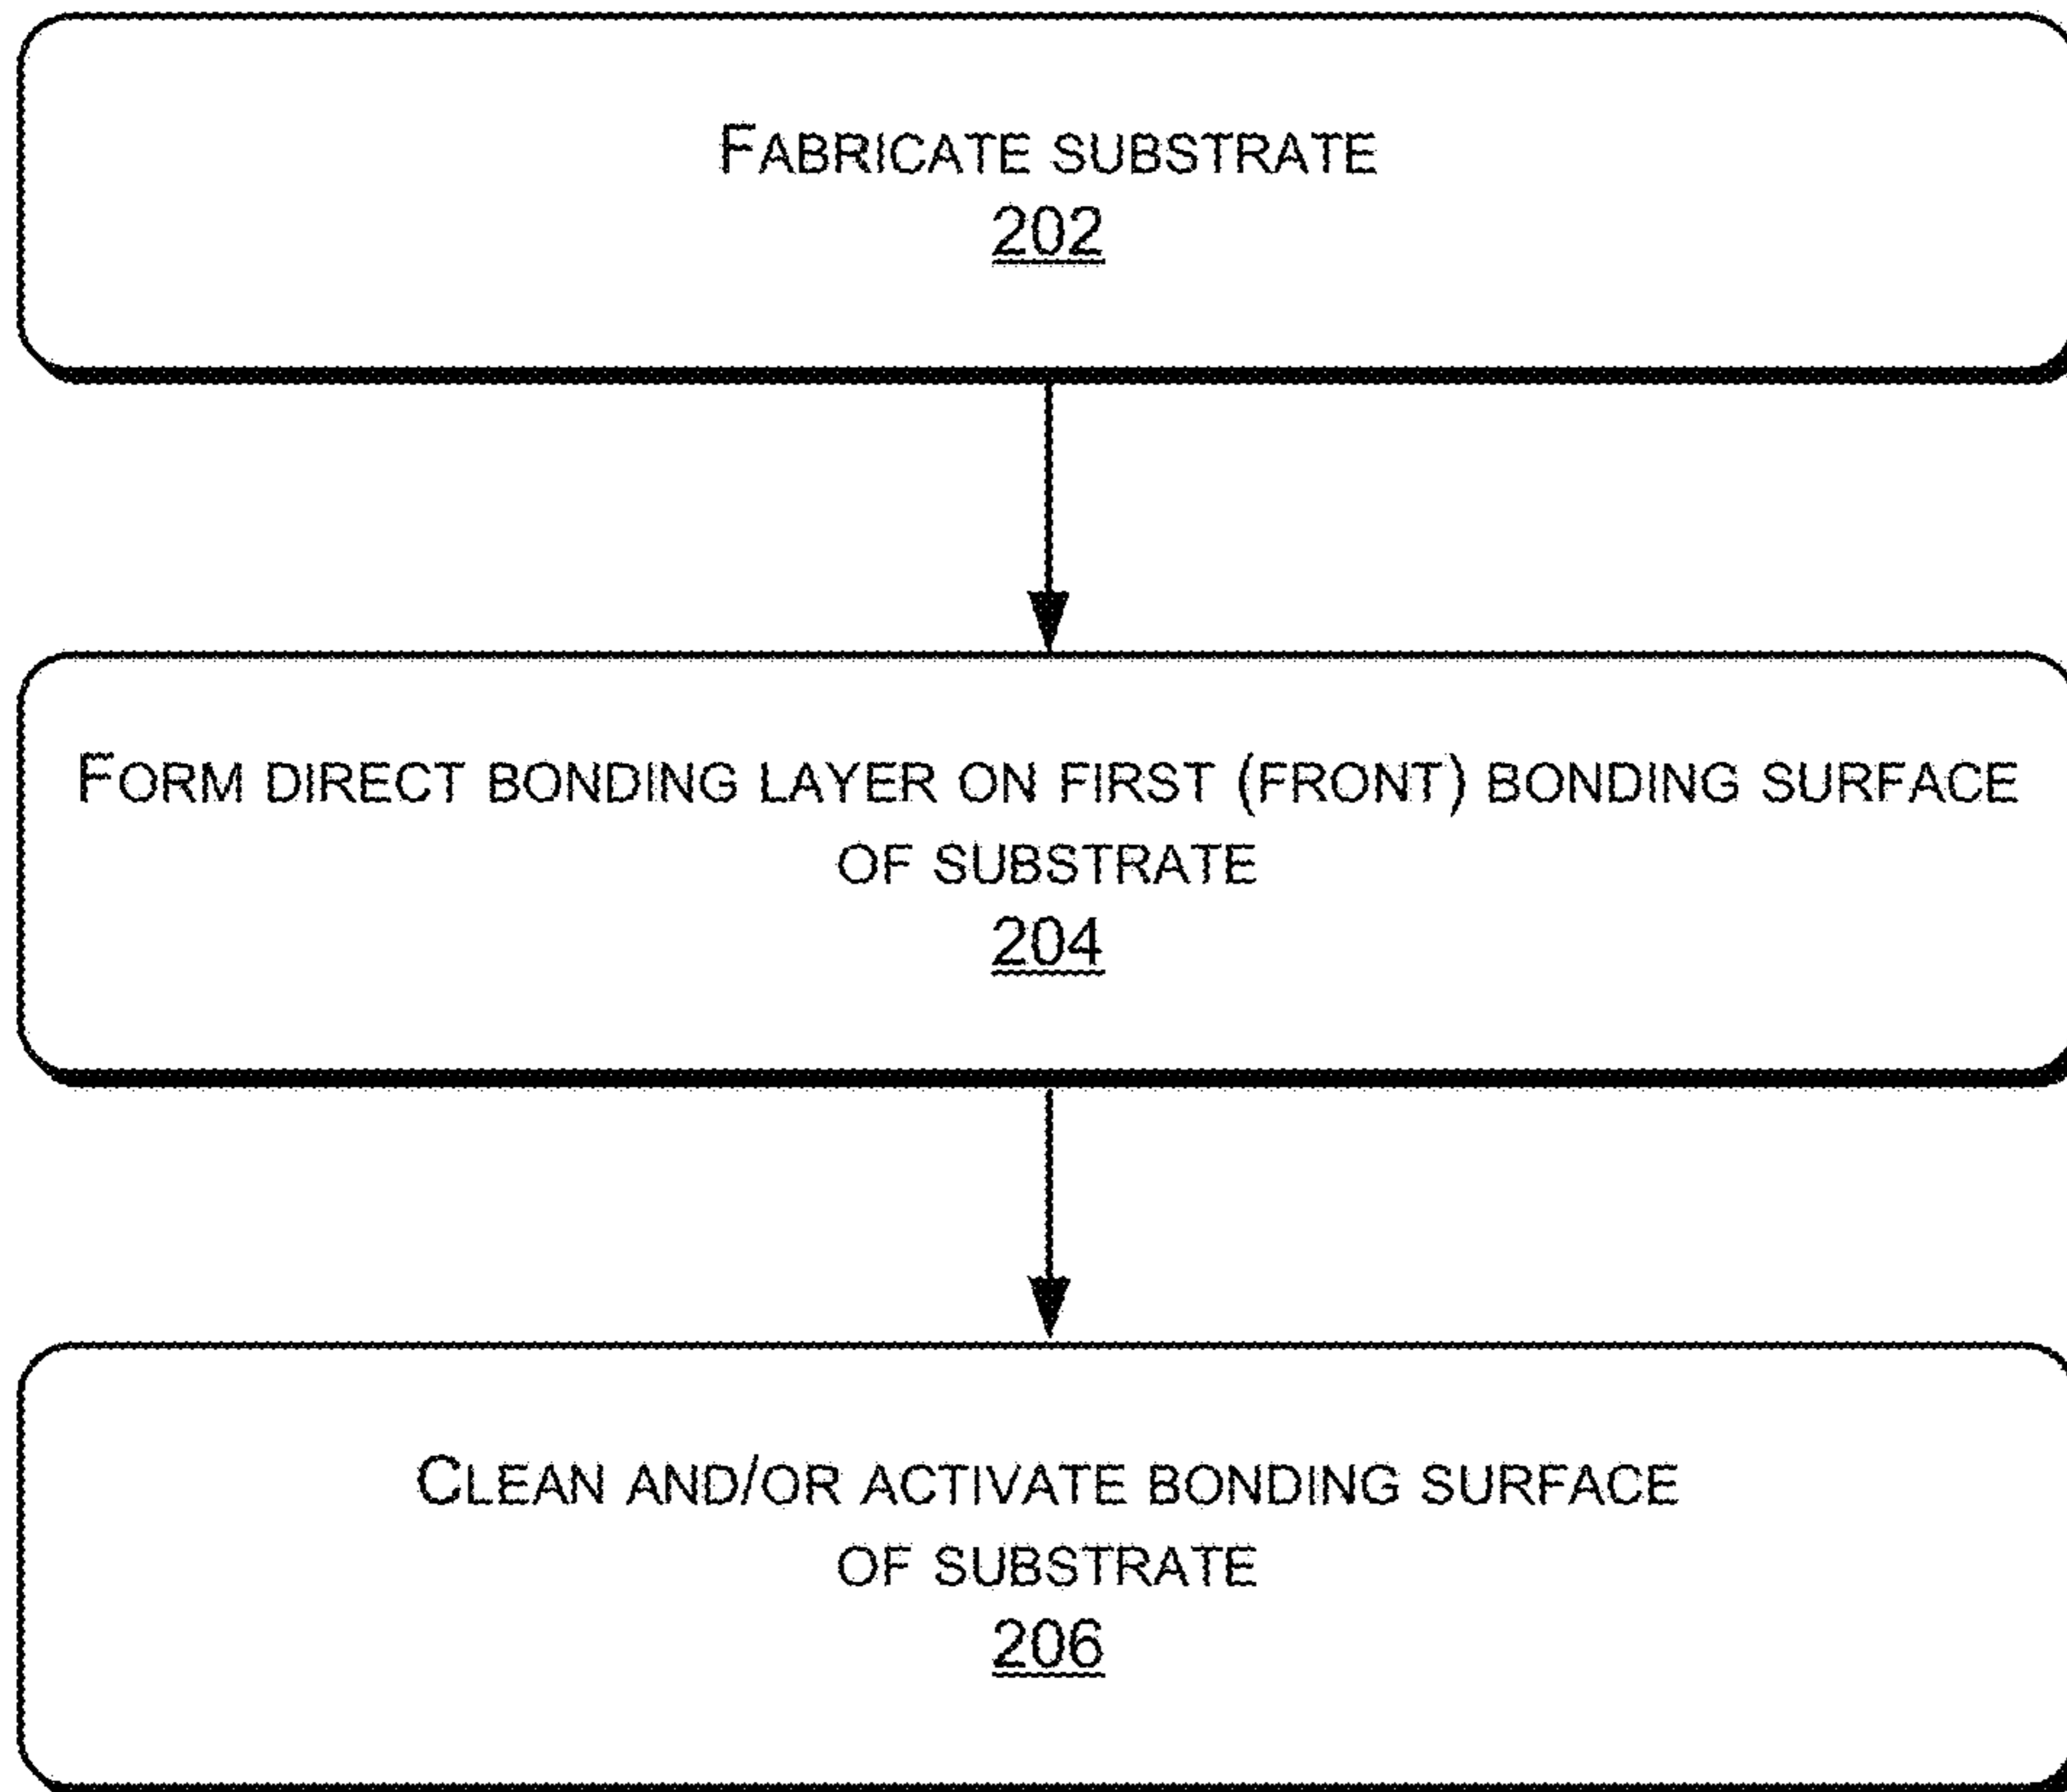 FABRICATE SUBSTRATE
202
FORM DIRECT BONDING LAYER ON FIRST (FRONT) BONDING SURFACE
OF SUBSTRATE
204
CLEAN AND/OR ACTIVATE BONDING SURFACE
OF SUBSTRATE
206